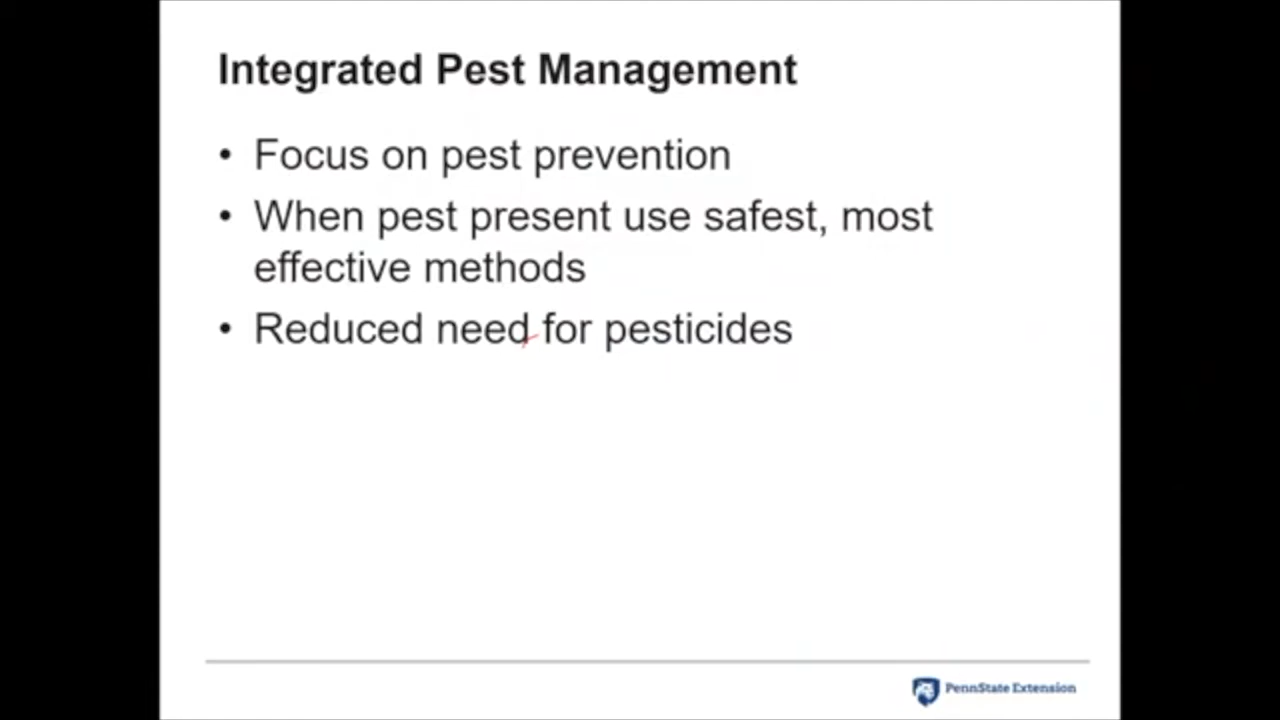 Integrated Pest Management
• Focus on pest prevention
• When pest present use safest, most
effective methods
• Reduced need for pesticides
PennState Extension